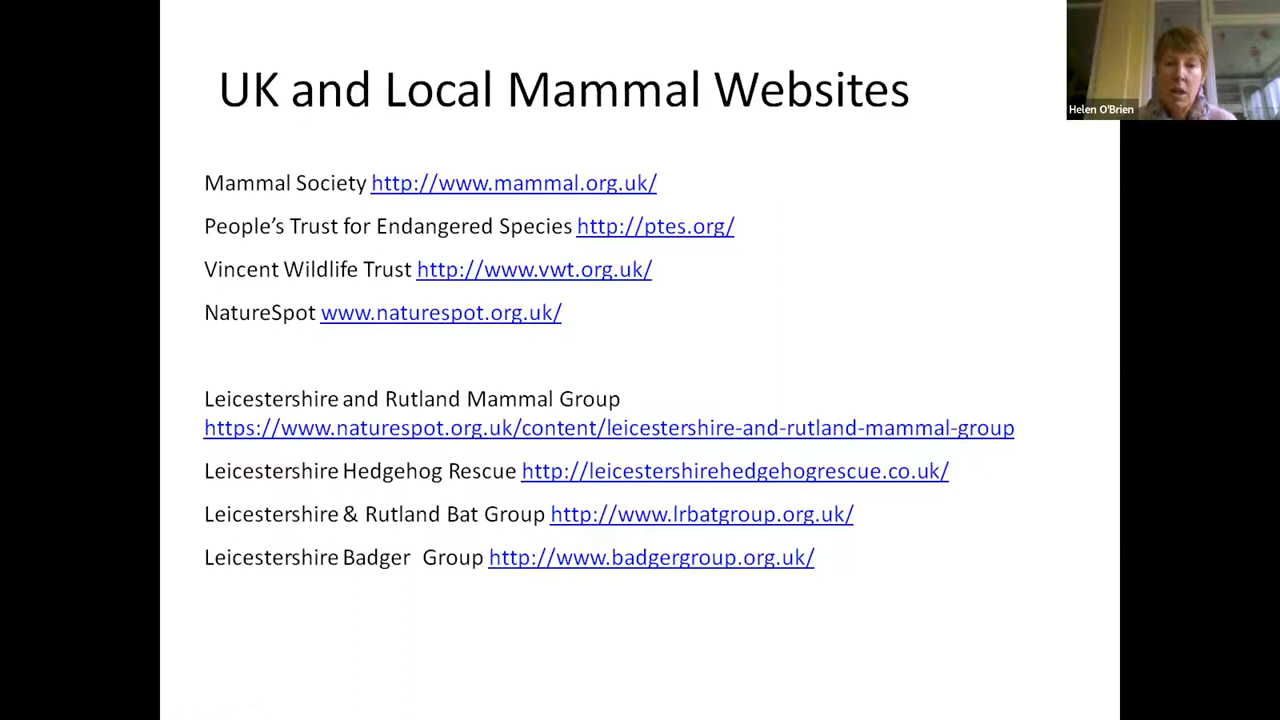 UK and Local Mammal Websites
Helen O'Brien
Mammal Society http://www.mammal.org.uk/
People’s Trust for Endangered Species http://ptes.org/
Vincent Wildlife Trust http://www.vwt.org.uk/
NatureSpot www.naturespot.org.uk/
Leicestershire and Rutland Mammal Group
https://www.naturespot.org.uk/content/leicestershire-and-rutland-mammal-group
Leicestershire Hedgehog Rescue http://leicestershirehedgehogrescue.co.uk/
Leicestershire & Rutland Bat Group http://www.lrbatgroup.org.uk/
Leicestershire Badger Group http://www.badgergroup.org.uk/